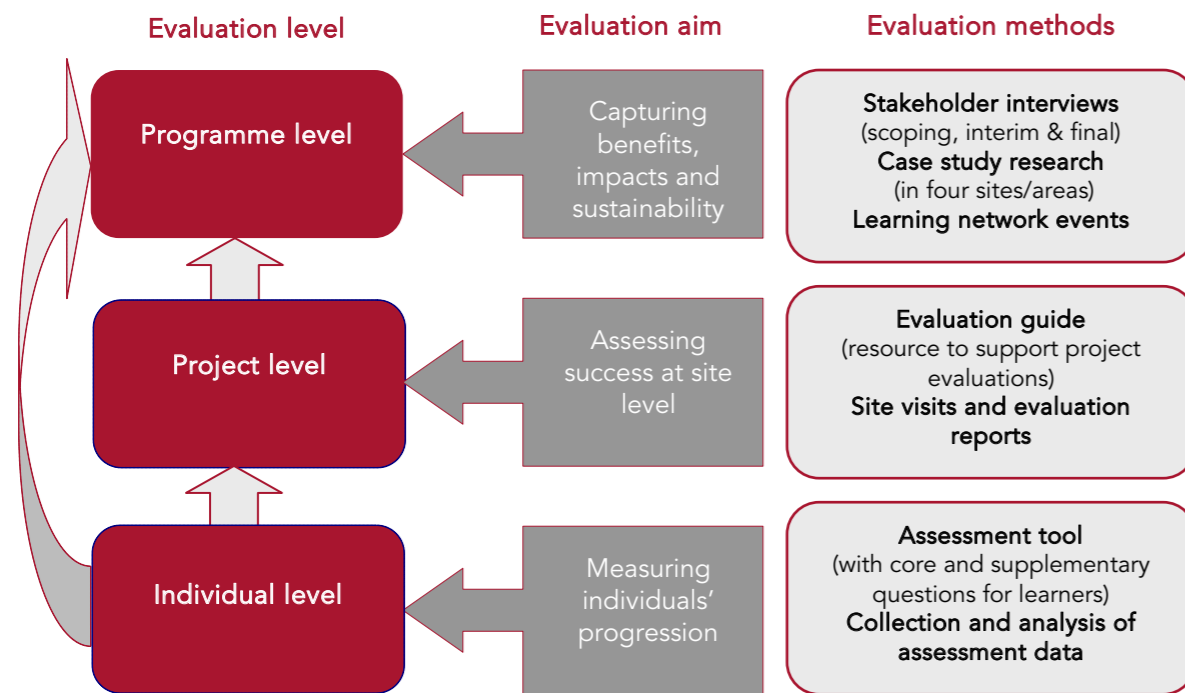 Evaluation level
Evaluation aim
Evaluation methods
Programme level
Capturing
benefits,
impacts and
sustainability
Stakeholder interviews
(scoping, interim & final)
Case study research
(in four sites/areas)
Learning network events
Project level
Assessing
success at site
level
Evaluation guide
(resource to support project
evaluations)
Site visits and evaluation
reports
Individual level
Measuring
individuals’
progression
Assessment tool
(with core and supplementary
questions for learners)
Collection and analysis of
assessment data